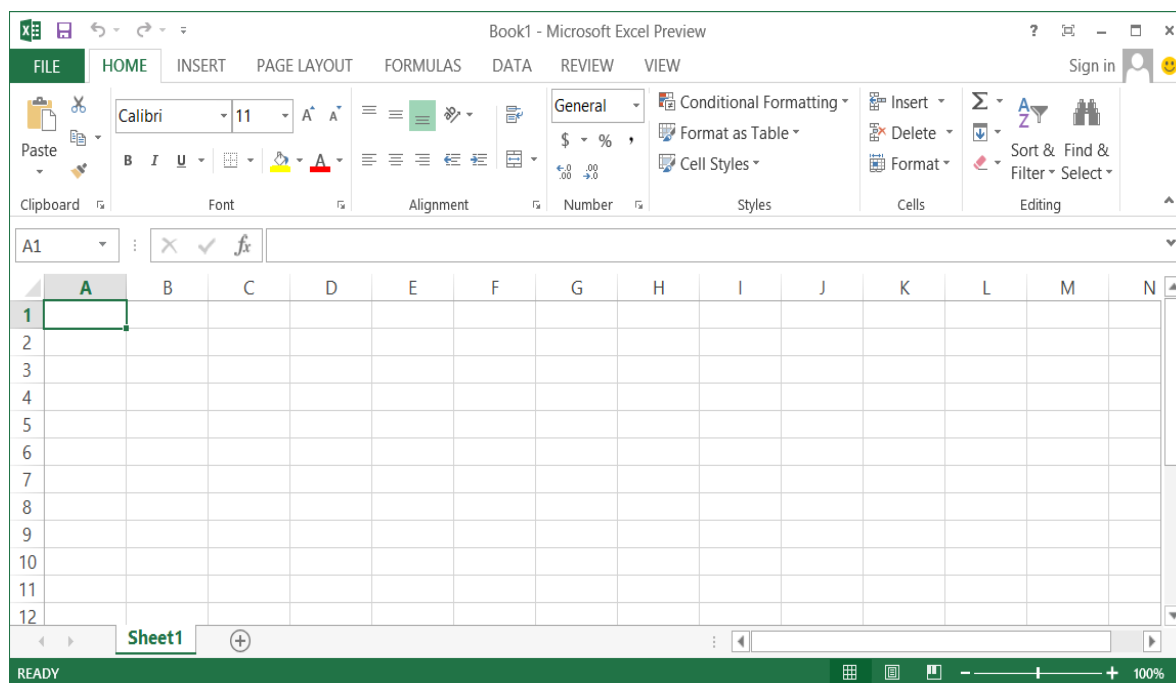 Book1 - Microsoft Excel Preview
FILE HOME INSERT PAGE LAYOUT FORMULAS DATA REVIEW VIEW Sign in
Calibri 11 General Conditional Formatting Insert
Paste B I U A $ % , Format as Table Delete Sort & Find &
Cell Styles Format Filter Select
Clipboard Font Alignment Number Styles Cells Editing
A1 fx
A B C D E F G H I J K L M N
1
2
3
4
5
6
7
8
9
10
11
12
Sheet1
READY 100%